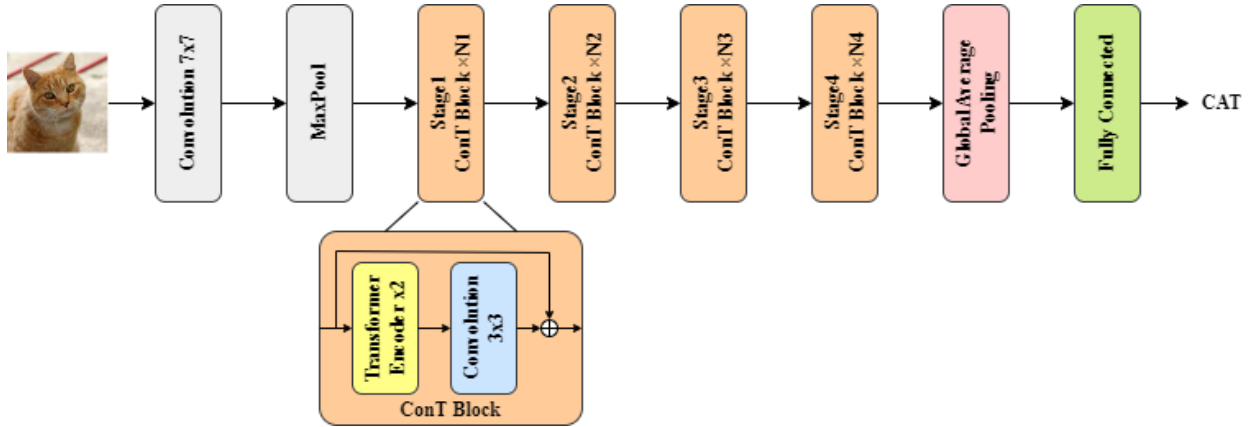 Convolution 7x7
MaxPool
Stage1
ConT Block ×N1
Stage2
ConT Block ×N2
Stage3
ConT Block ×N3
Stage4
ConT Block ×N4
Global Average
Pooling
Fully Connected
CAT
Transformer
Encoder x2
Convolution
3x3
ConT Block